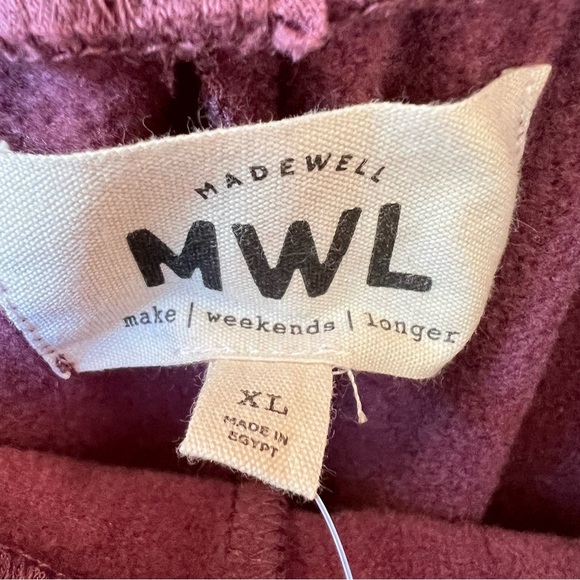 MADEWELL
MWL
make | weekends | longer
XL
MADE IN
EGYPT